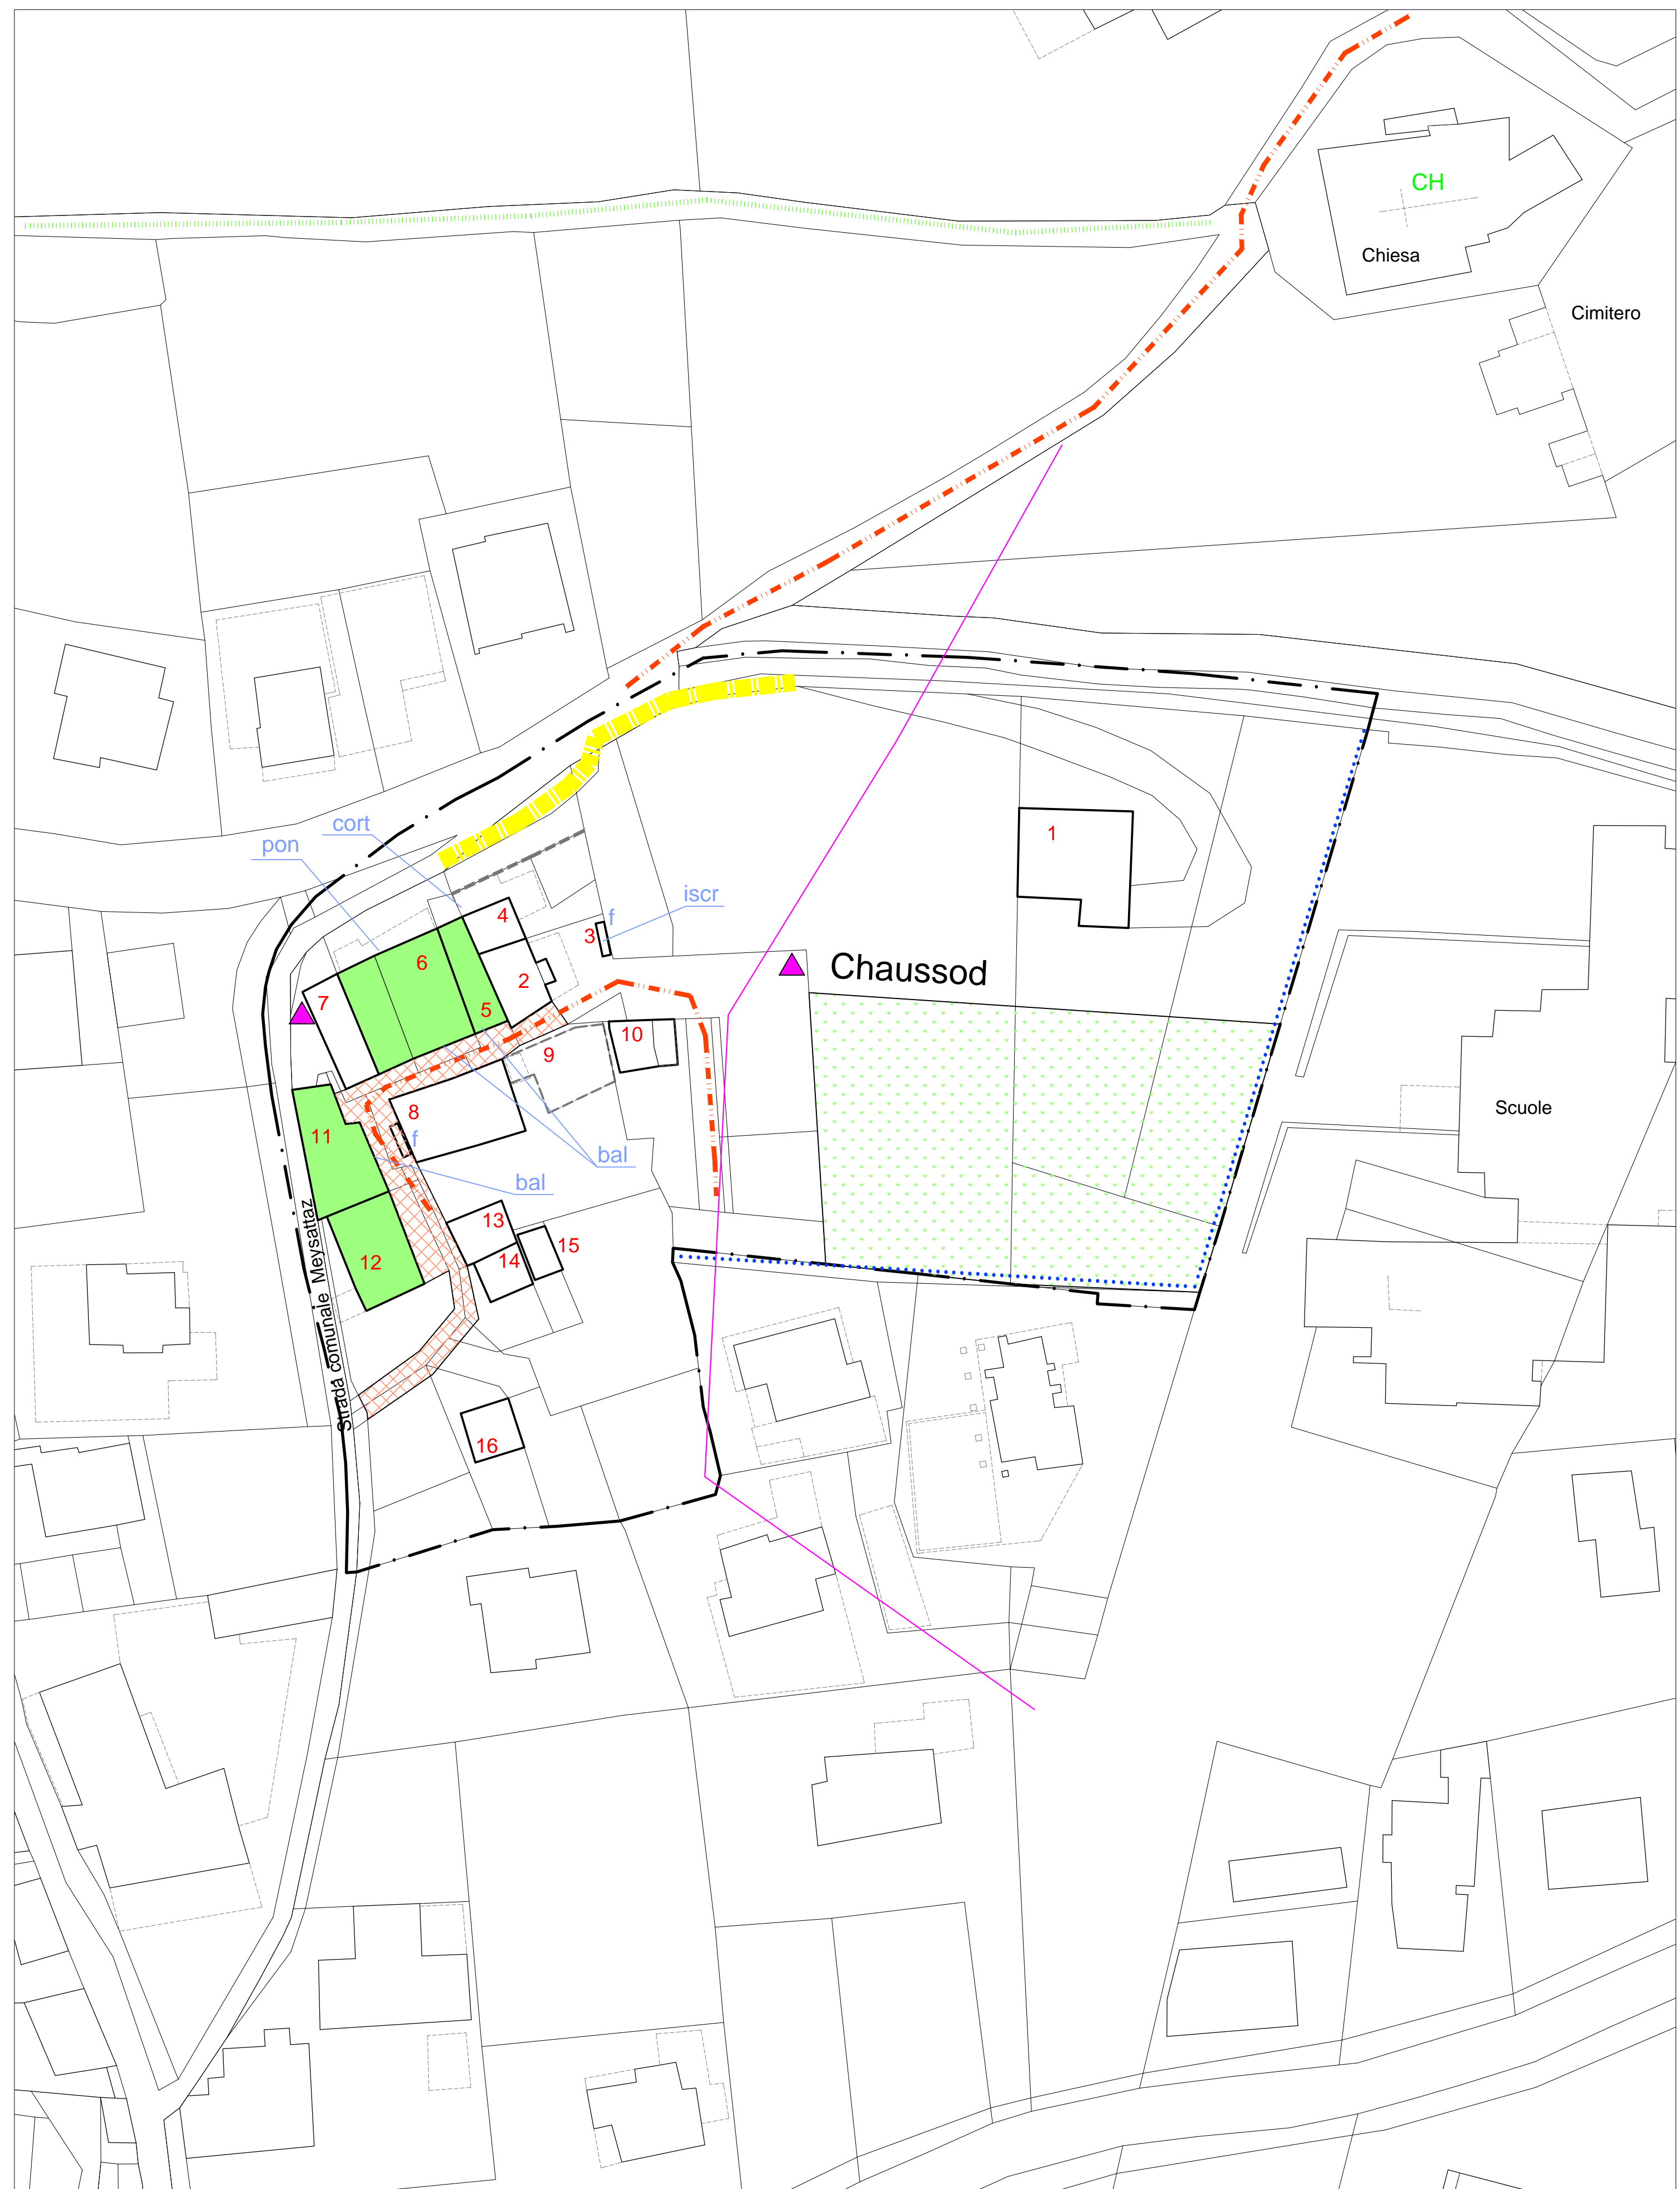 CH
Chiesa
Cimitero
cort
pon
1
iscr
f
4
3
6
2
Chaussod
7
5
10
9
8
Scuole
11
f
bal
bal
13
15
14
12
Strada comunale Meysattaz
16